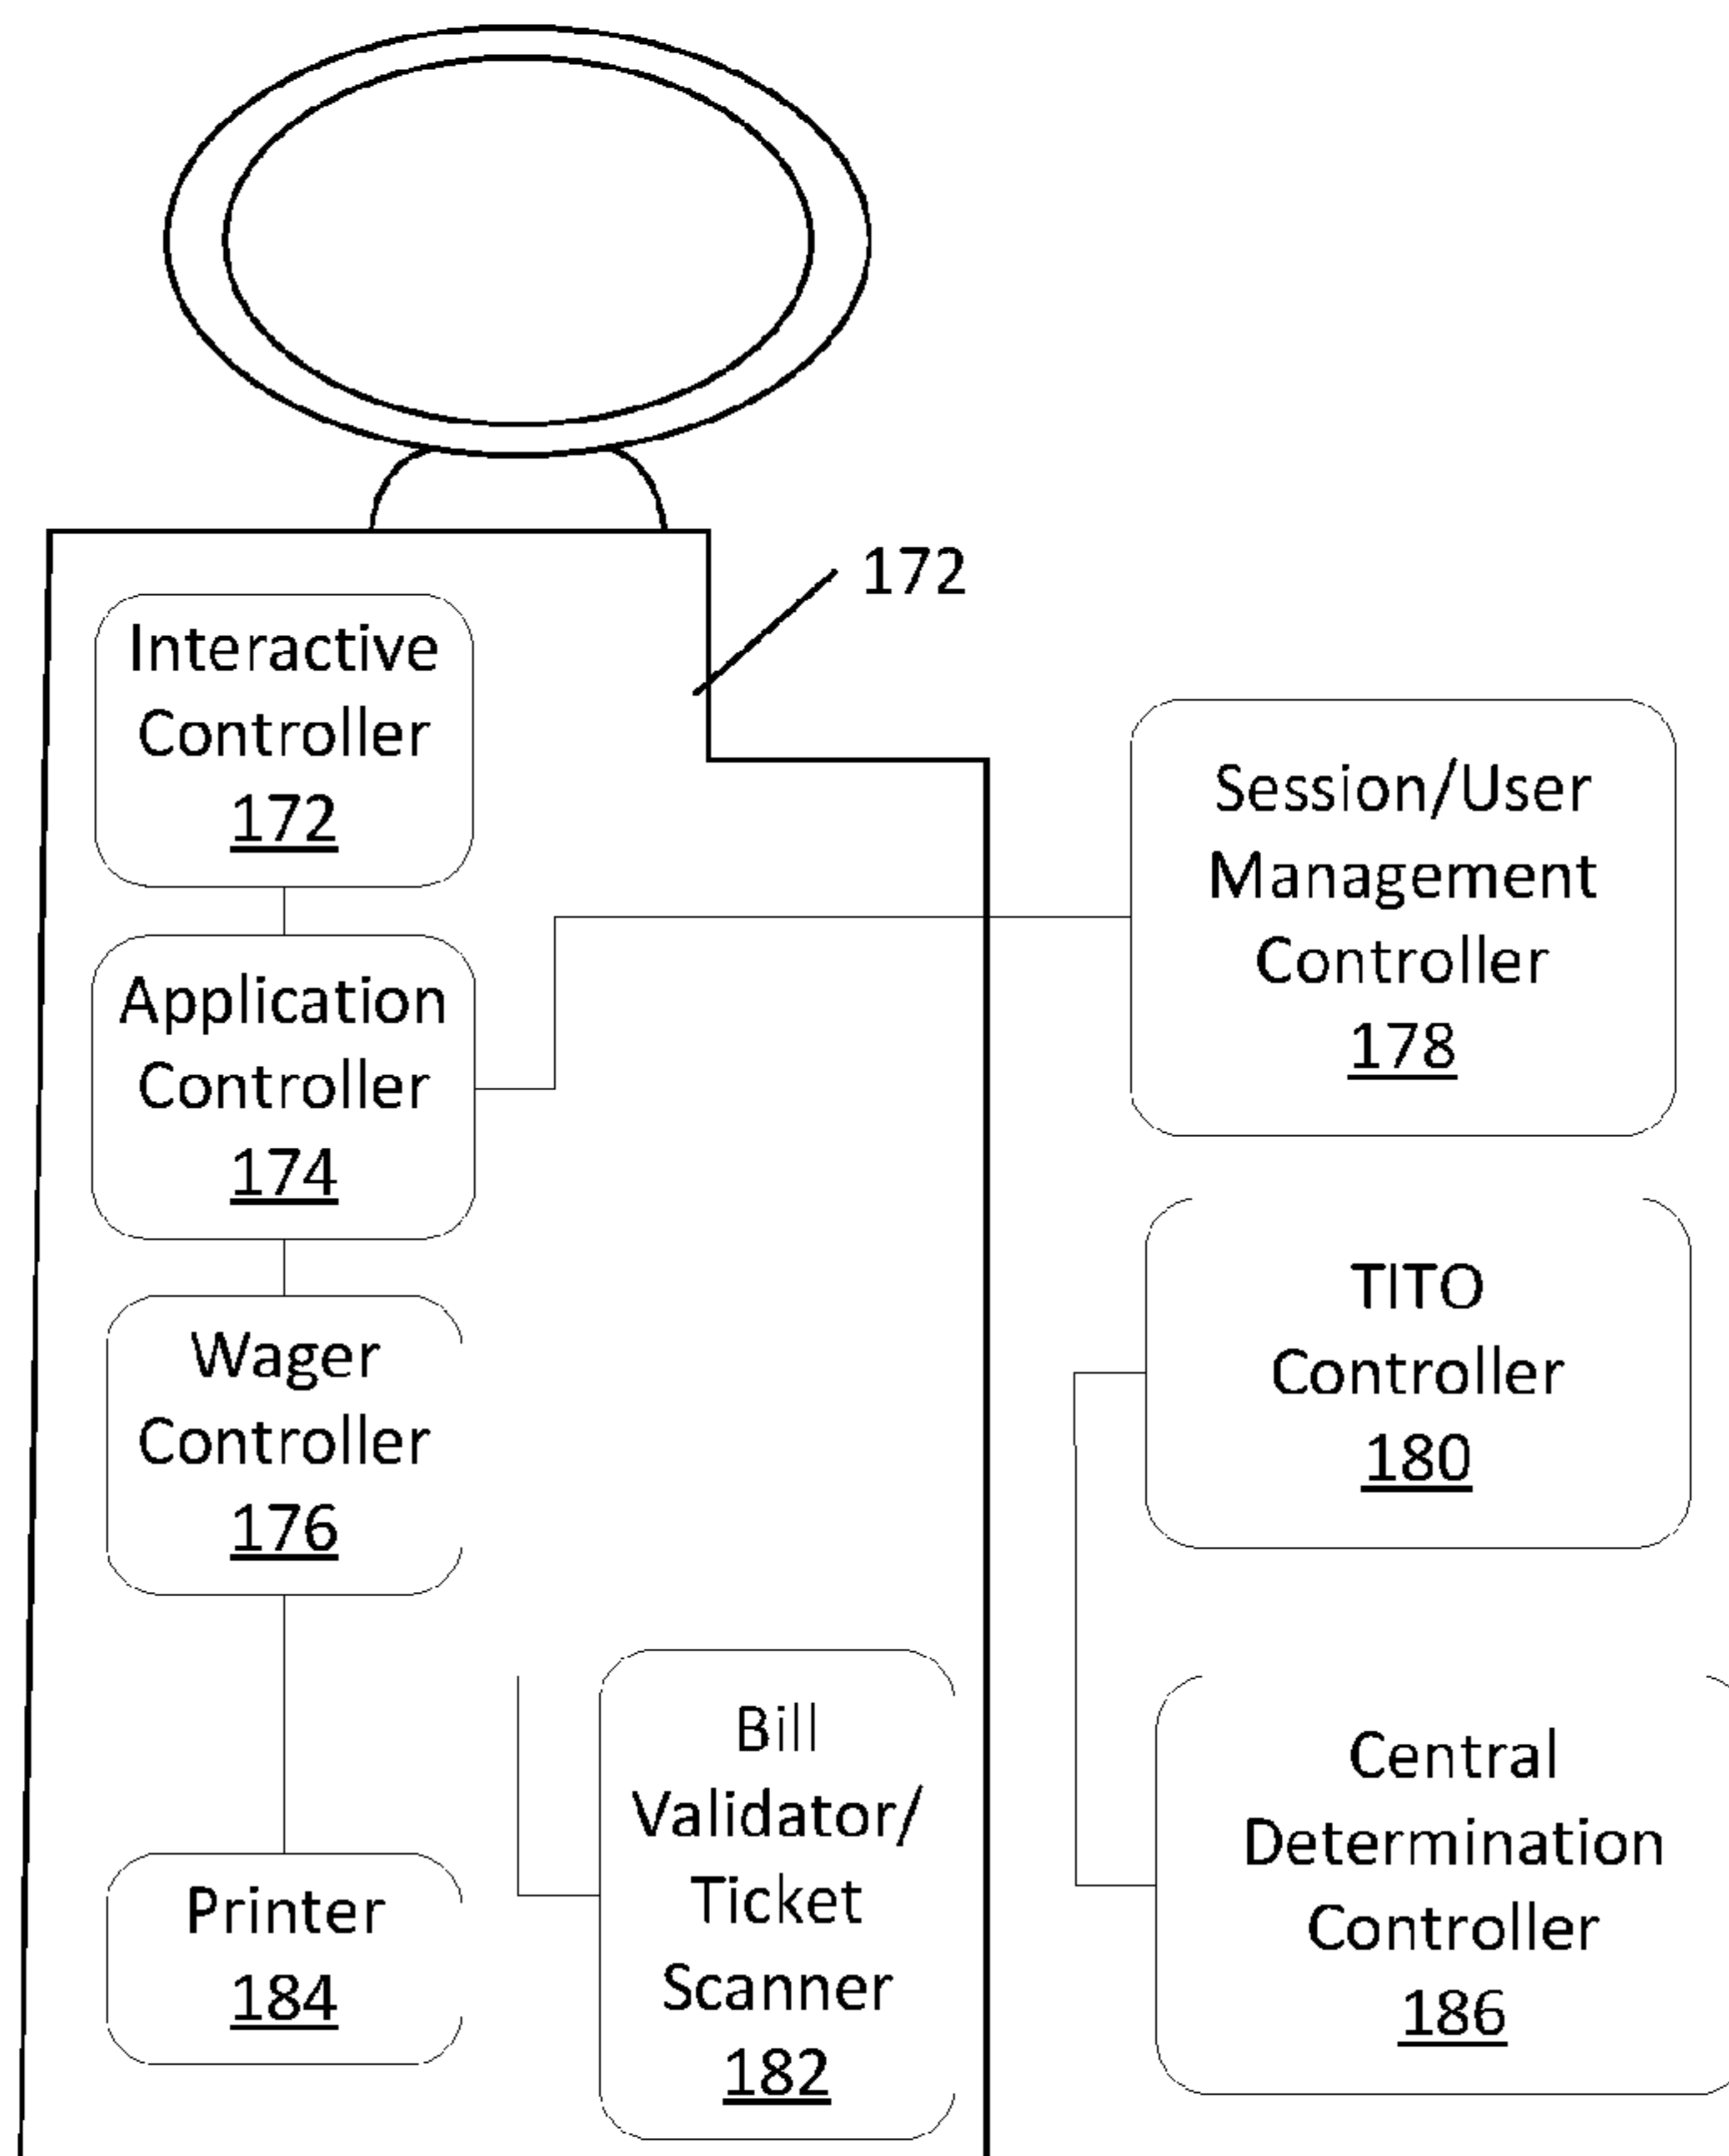 172
Interactive
Controller
172
Application
Controller
174
Wager
Controller
176
Printer
184
Bill
Validator/
Ticket
Scanner
182
Session/User
Management
Controller
178
TITO
Controller
180
Central
Determination
Controller
186